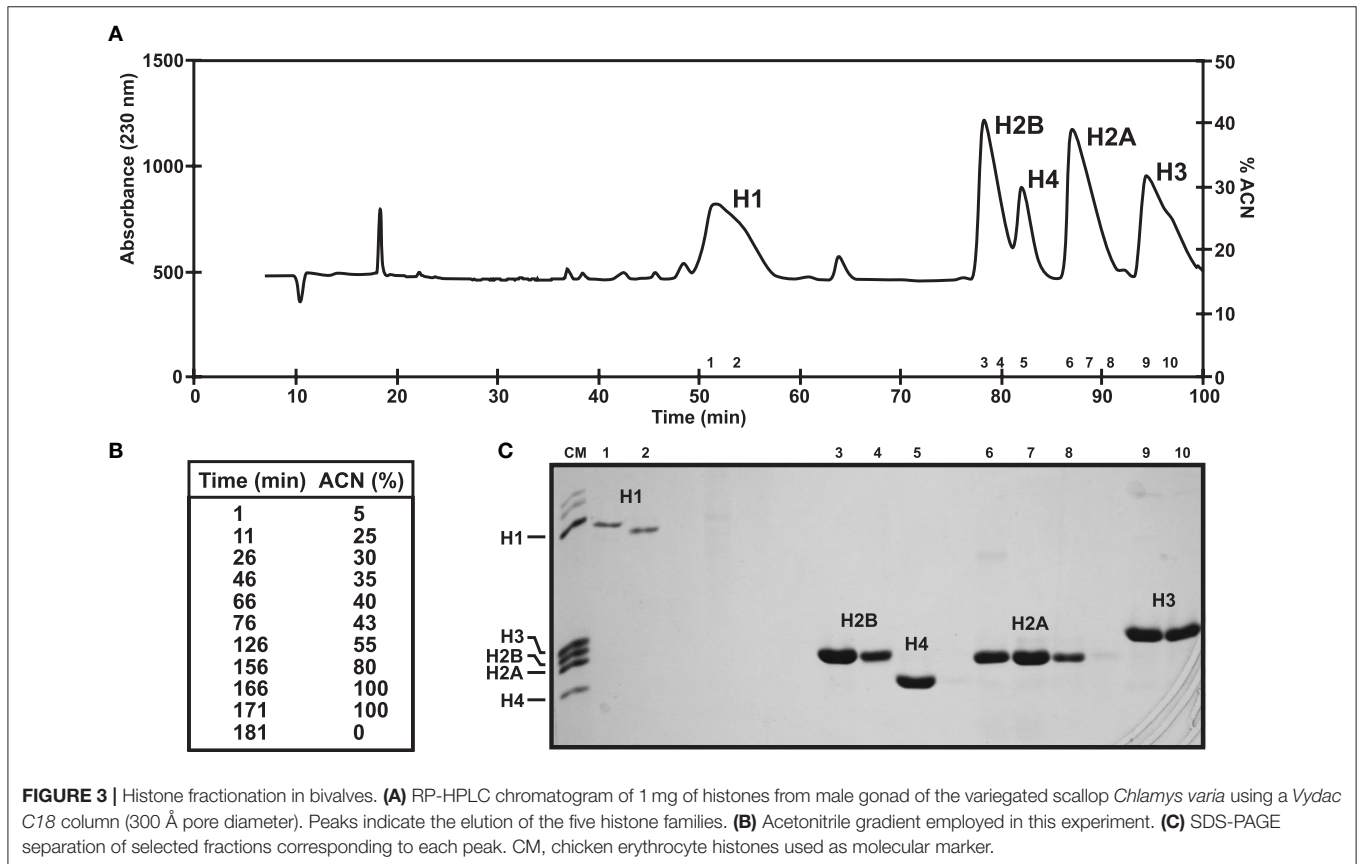 A
1500
1000
500
0
Absorbance (230 nm)
50
40
30
20
10
0
% ACN
H1
H2B
H4
H2A
H3
1 2 3 4 5 6 7 8 9 10
0 10 20 30 40 50 60 70 80 90 100
Time (min)
B
Time (min) ACN (%)
1 5
11 25
26 30
46 35
66 40
76 43
126 55
156 80
166 100
171 100
181 0
C
CM 1 2 3 4 5 6 7 8 9 10
H1
H1
H3
H2B
H2A
H4
H2B
H4
H2A
H3
FIGURE 3 | Histone fractionation in bivalves. (A) RP-HPLC chromatogram of 1 mg of histones from male gonad of the variegated scallop Chlamys varia using a Vydac
C18 column (300 Å pore diameter). Peaks indicate the elution of the five histone families. (B) Acetonitrile gradient employed in this experiment. (C) SDS-PAGE
separation of selected fractions corresponding to each peak. CM, chicken erythrocyte histones used as molecular marker.